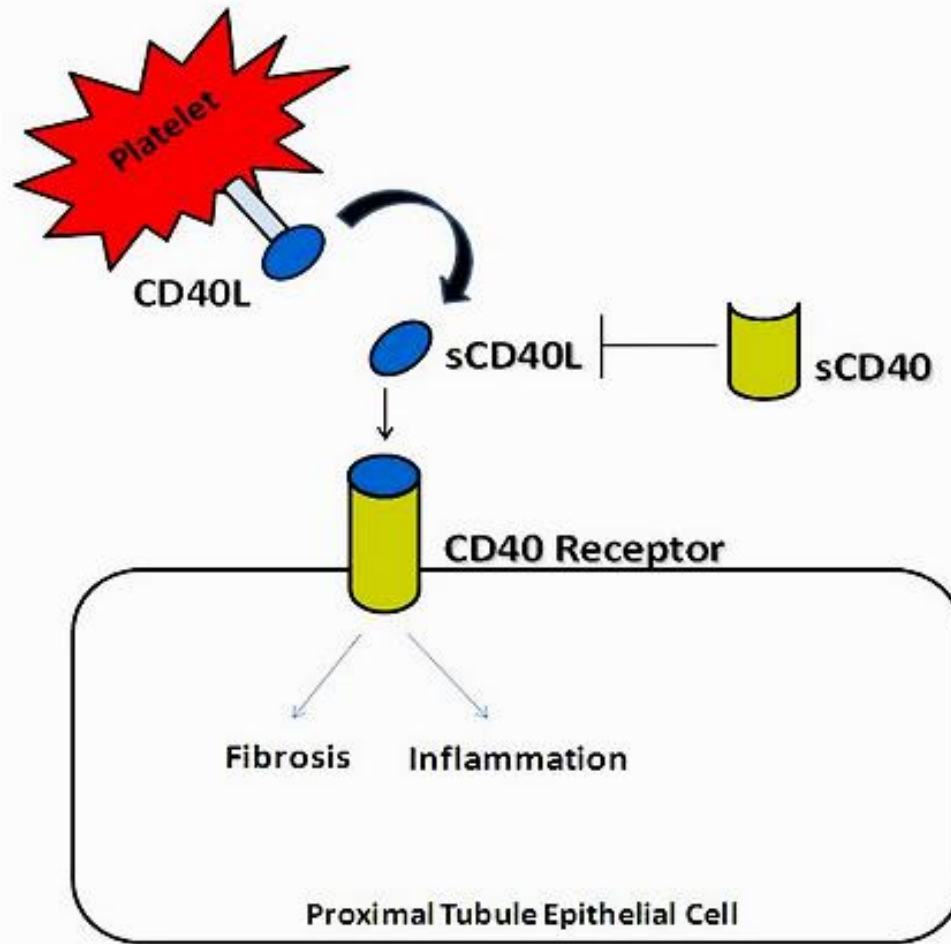 Platelet
CD40L
sCD40L
sCD40
CD40 Receptor
Fibrosis
Inflammation
Proximal Tubule Epithelial Cell